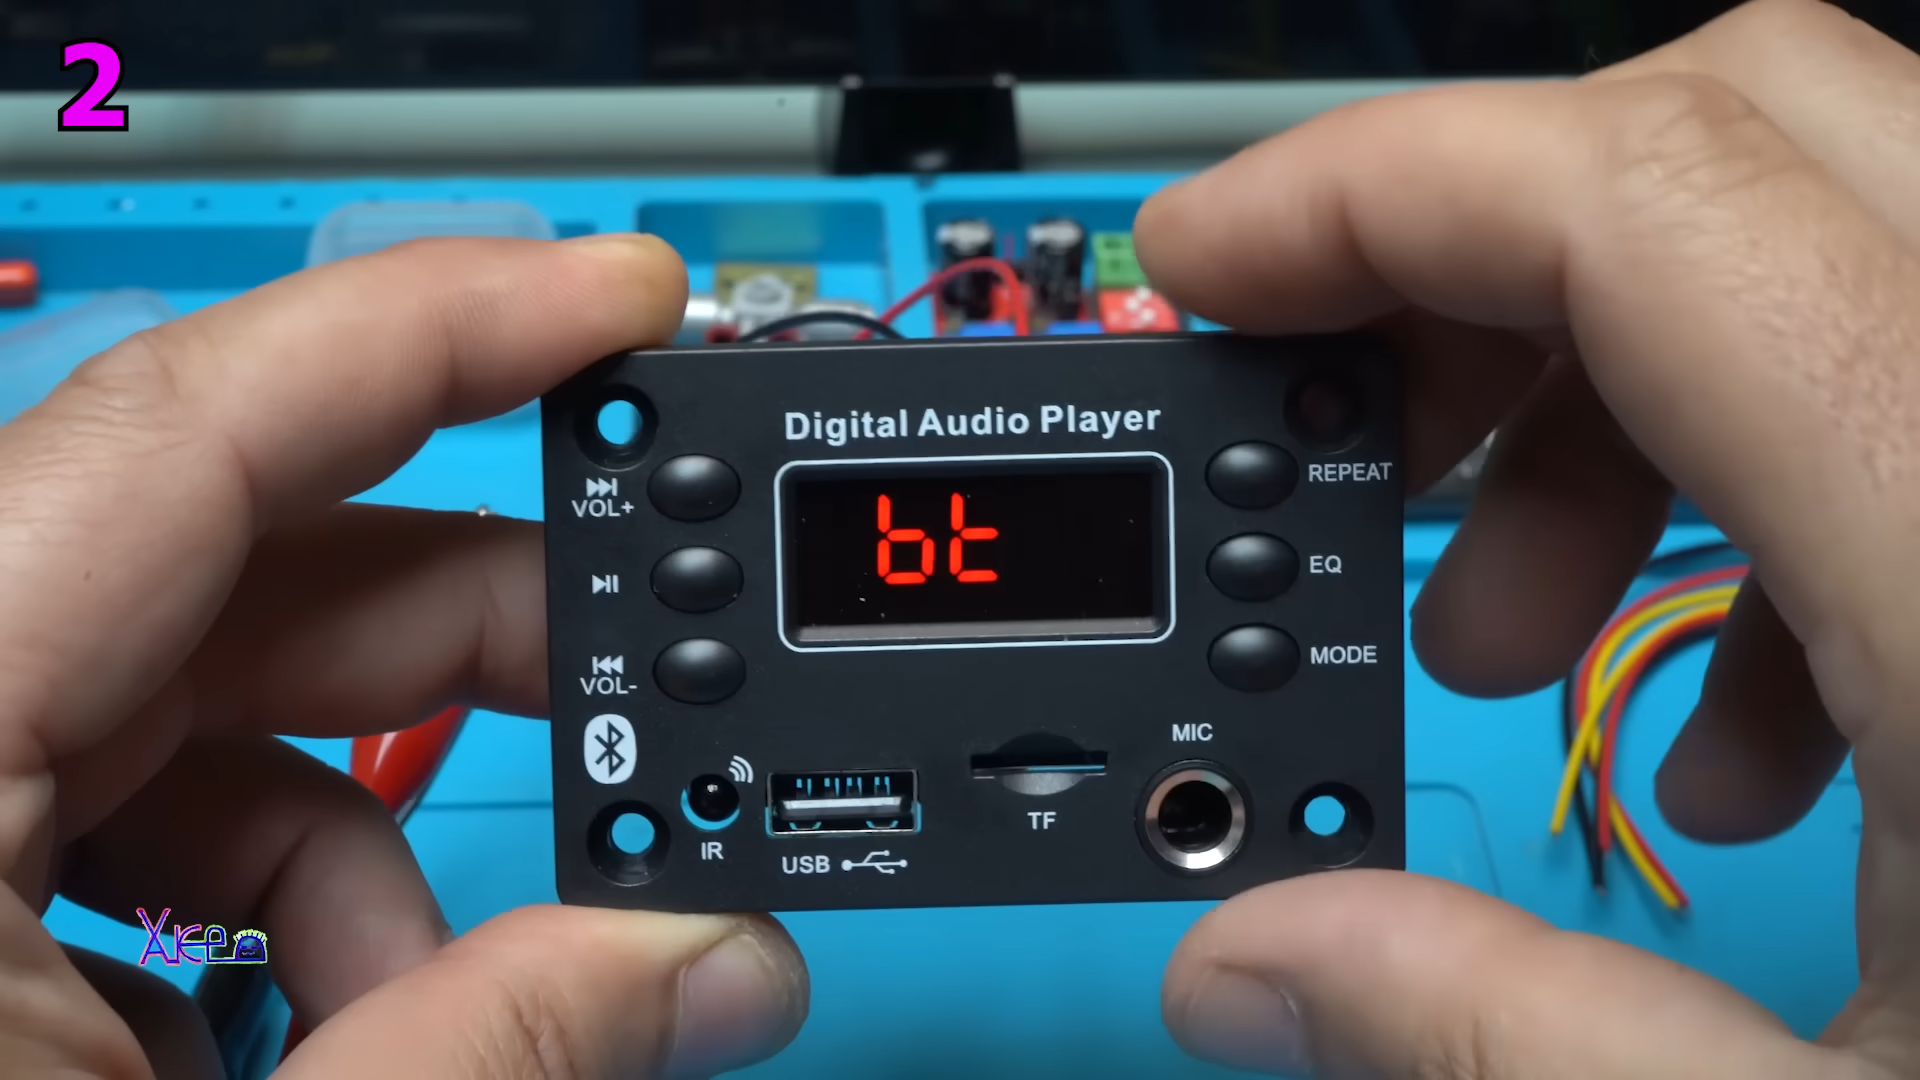 2
Digital Audio Player
VOL+
VOL-
bt
REPEAT
EQ
MODE
IR
USB
TF
MIC